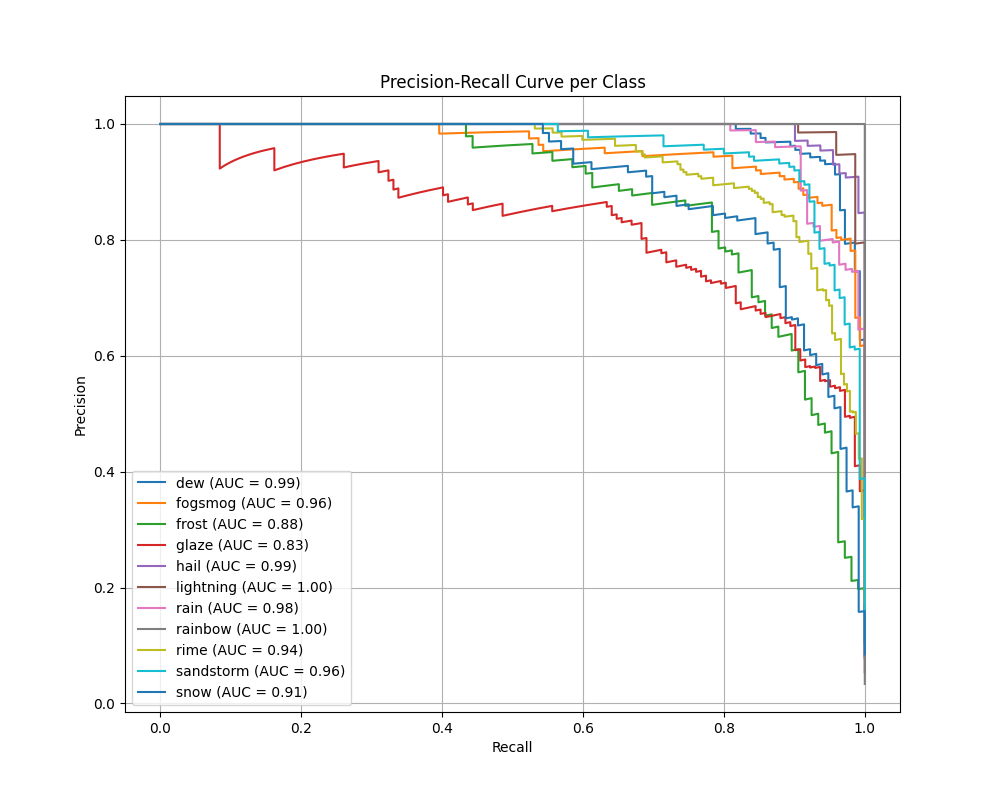 Precision-Recall Curve per Class
Precision
1.0
0.8
0.6
0.4
0.2
0.0
dew (AUC = 0.99)
fogsmog (AUC = 0.96)
frost (AUC = 0.88)
glaze (AUC = 0.83)
hail (AUC = 0.99)
lightning (AUC = 1.00)
rain (AUC = 0.98)
rainbow (AUC = 1.00)
rime (AUC = 0.94)
sandstorm (AUC = 0.96)
snow (AUC = 0.91)
0.0 0.2 0.4 0.6 0.8 1.0
Recall